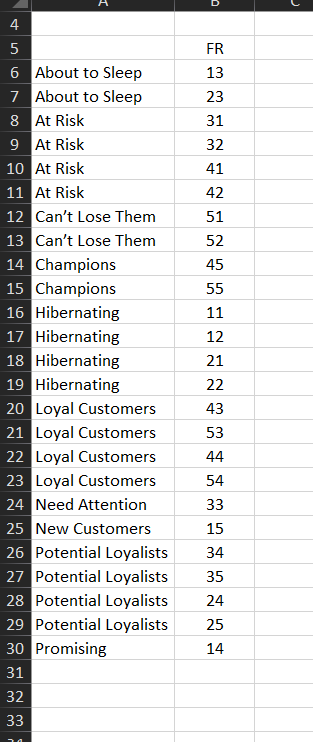 A B C
4
5 FR
6 About to Sleep 13
7 About to Sleep 23
8 At Risk 31
9 At Risk 32
10 At Risk 41
11 At Risk 42
12 Can’t Lose Them 51
13 Can’t Lose Them 52
14 Champions 45
15 Champions 55
16 Hibernating 11
17 Hibernating 12
18 Hibernating 21
19 Hibernating 22
20 Loyal Customers 43
21 Loyal Customers 53
22 Loyal Customers 44
23 Loyal Customers 54
24 Need Attention 33
25 New Customers 15
26 Potential Loyalists 34
27 Potential Loyalists 35
28 Potential Loyalists 24
29 Potential Loyalists 25
30 Promising 14
31
32
33
34